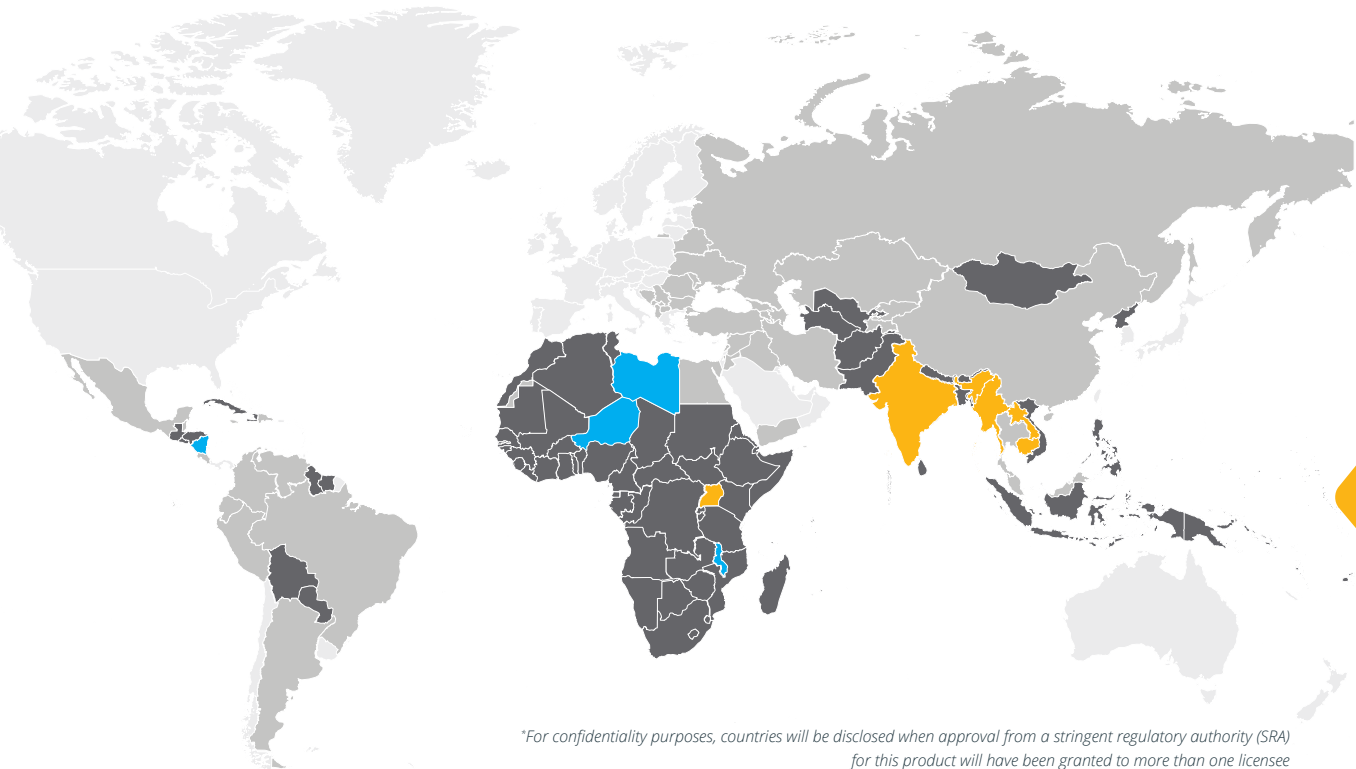 *For confidentiality purposes, countries will be disclosed when approval from a stringent regulatory authority (SRA)
for this product will have been granted to more than one licensee